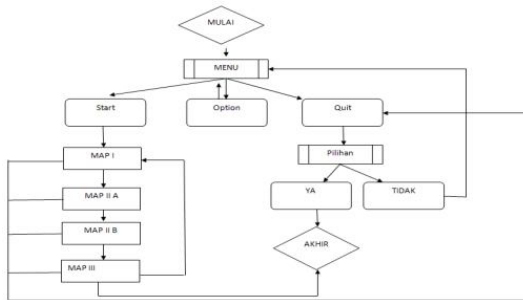 MULAI
MENU
Start
Option
Quit
MAP I
Pilihan
MAP II A
YA
TIDAK
MAP II B
AKHIR
MAP III